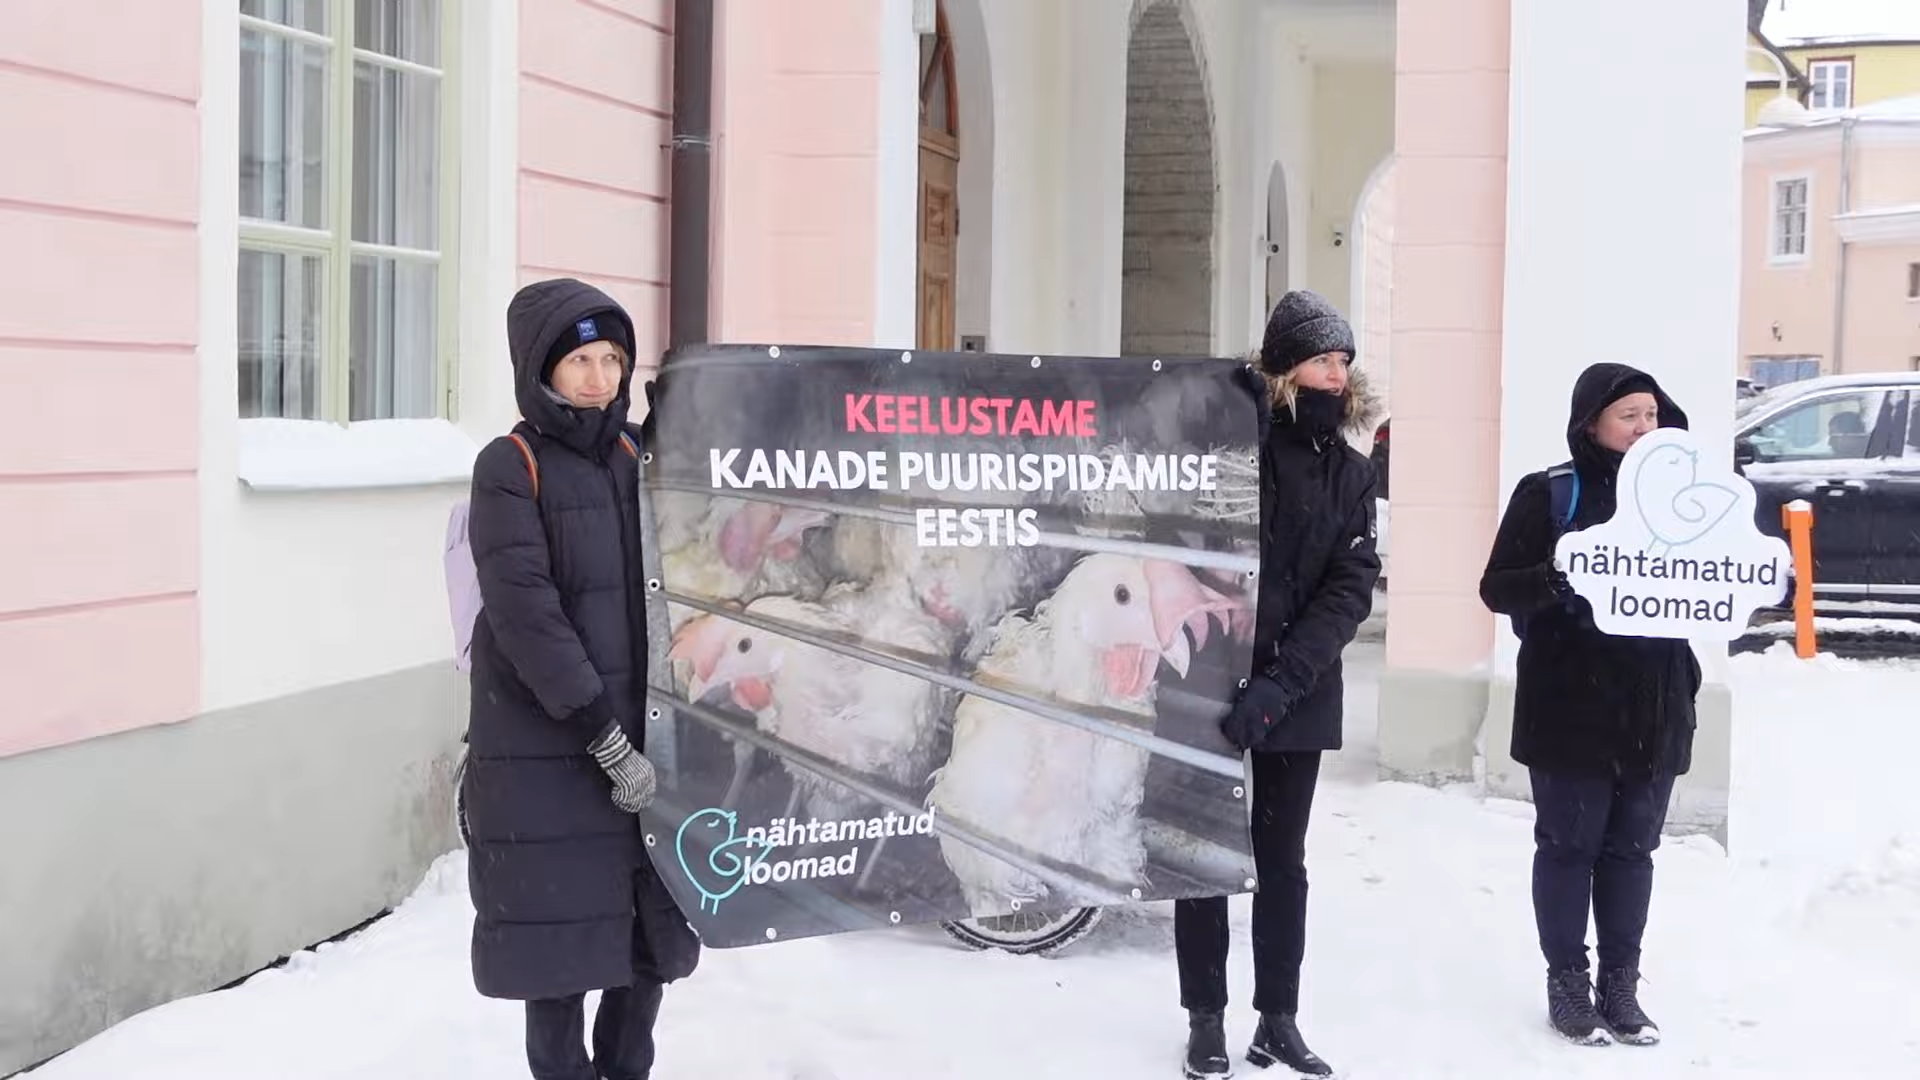 KEELUSTAME
KANADE PUURISPIDAMISE
EESTIS
nähtamatud
loomad
nähtamatud
loomad